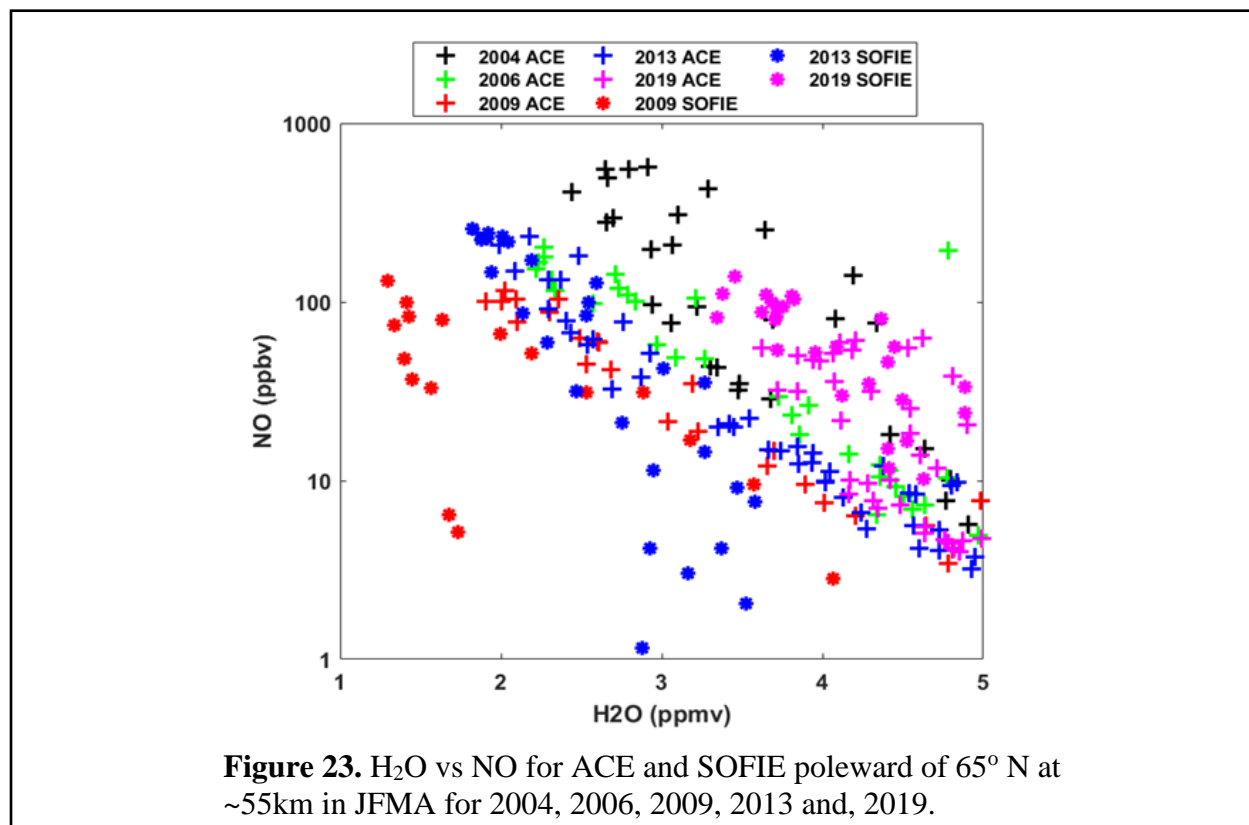 2004 ACE 2013 ACE 2013 SOFIE
2006 ACE 2019 ACE 2019 SOFIE
2009 ACE 2009 SOFIE
1000
100
10
1
NO (ppbv)
1 2 3 4 5
H2O (ppmv)
Figure 23. H₂O vs NO for ACE and SOFIE poleward of 65° N at
~55km in JFMA for 2004, 2006, 2009, 2013 and, 2019.